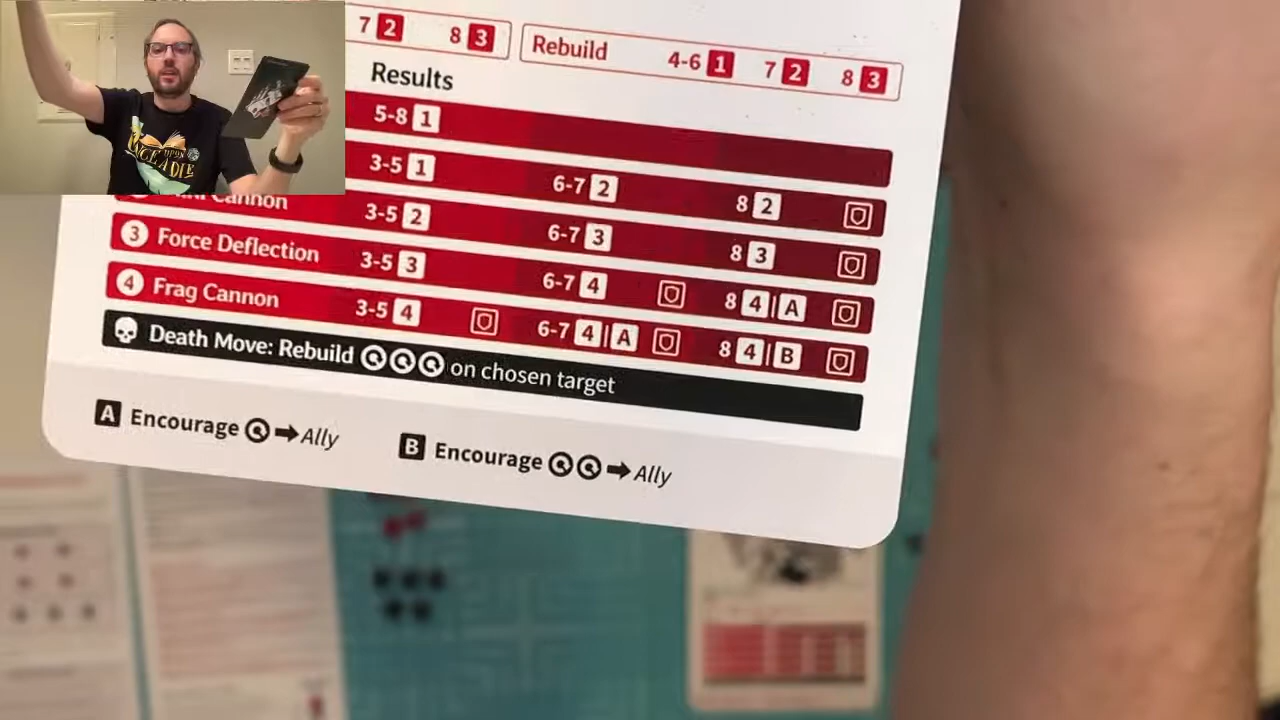 7 2 8 3 Rebuild 4-6 1 7 2 8 3
Results
5-8 1
3-5 1 6-7 2 8 2
Cannon 3-5 2 6-7 3 8 3
3 Force Deflection 3-5 3 6-7 4 8 4|A
4 Frag Cannon 3-5 4 6-7 4|A 8 4|B
Death Move: Rebuild on chosen target
A Encourage Ally B Encourage Ally
UPON
A DIE